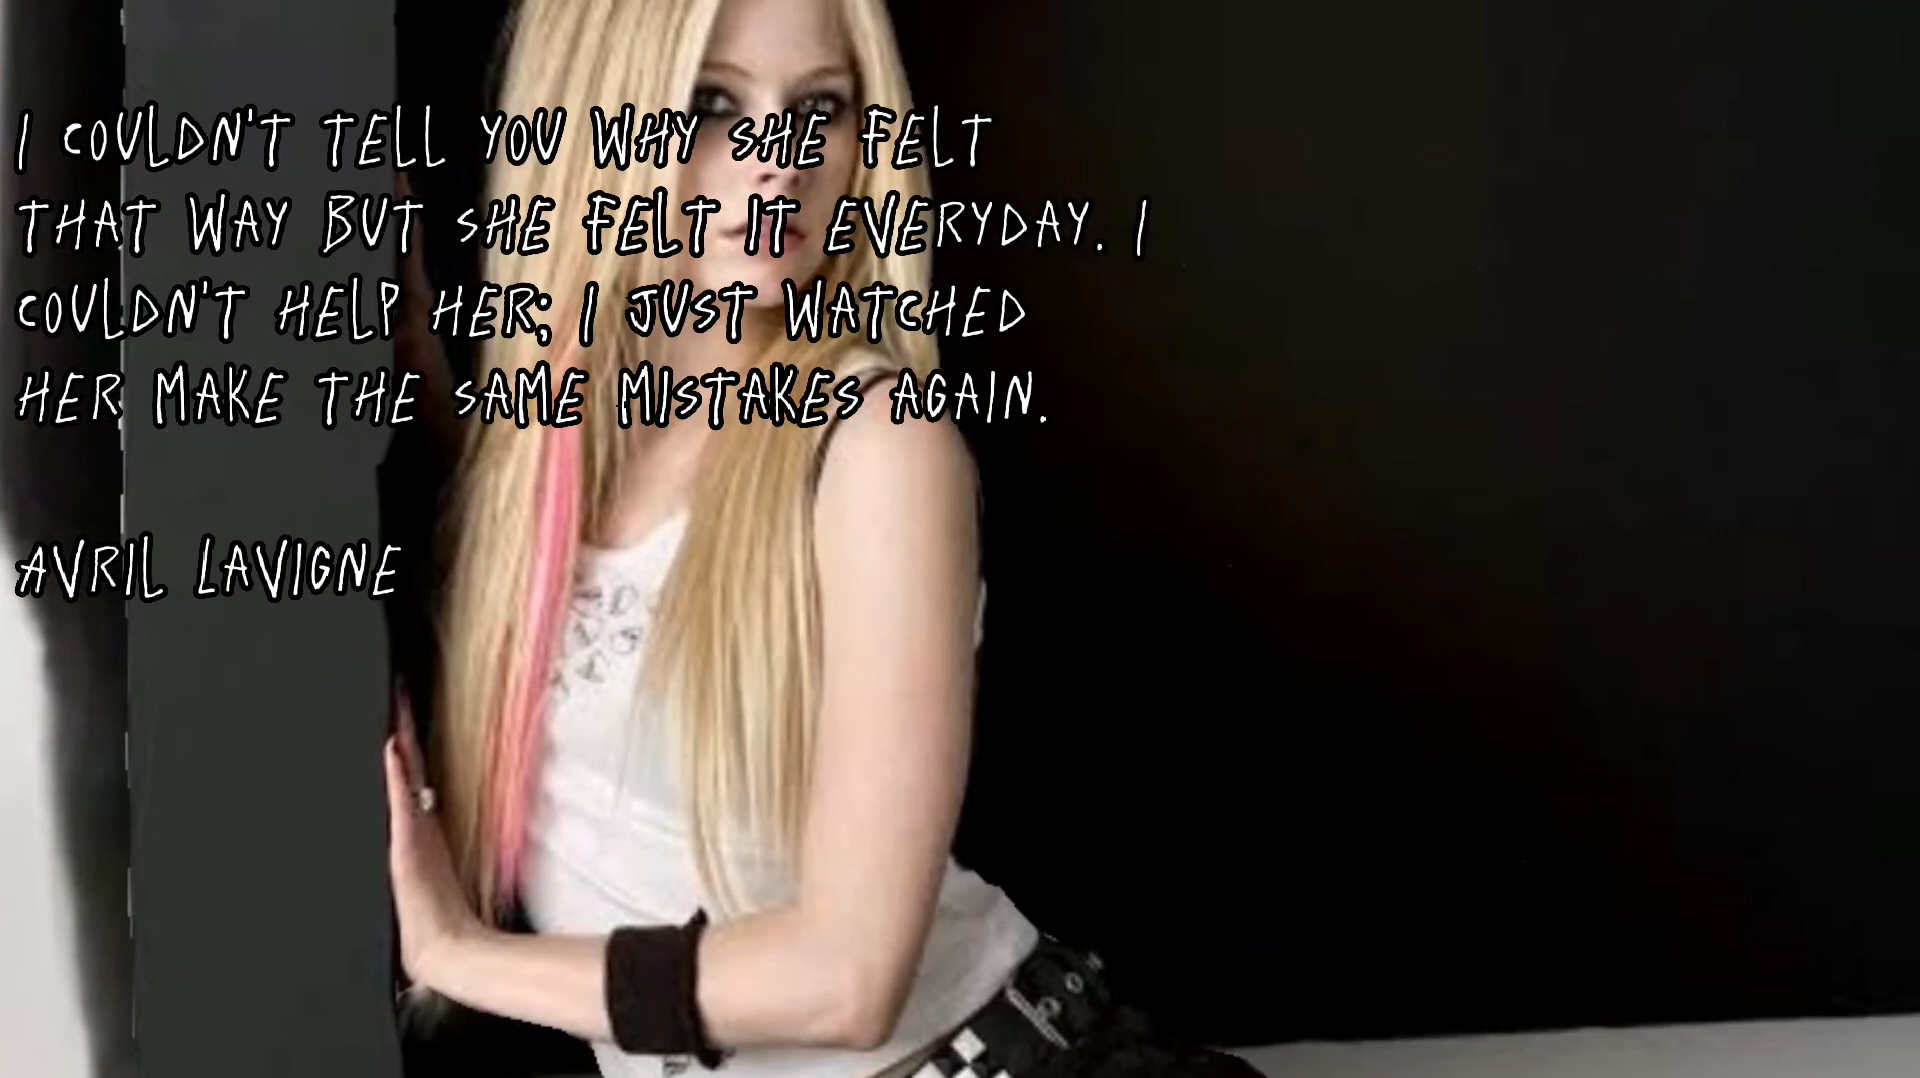 I COULDN'T TELL YOU WHY SHE FELT
THAT WAY BUT SHE FELT IT EVERYDAY. I
COULDN'T HELP HER; I JUST WATCHED
HER MAKE THE SAME MISTAKES AGAIN.
AVRIL LAVIGNE